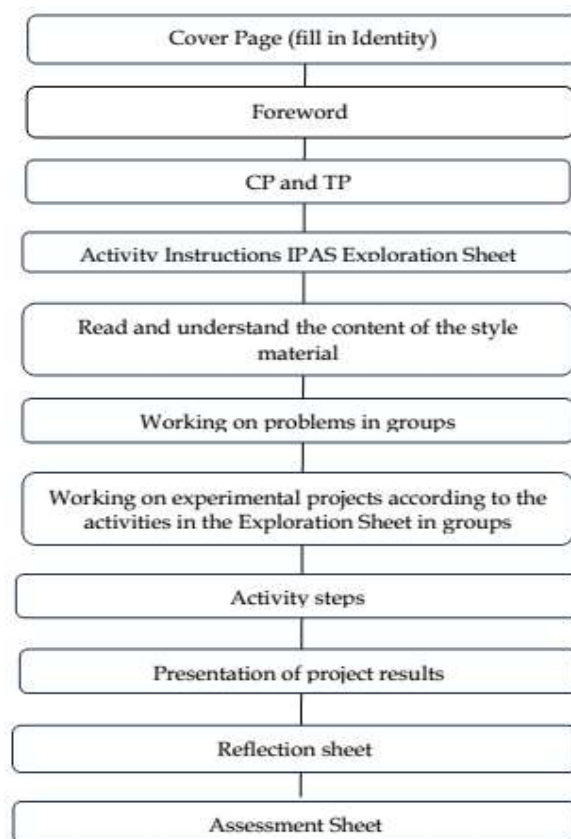 Cover Page (fill in Identity)
Foreword
CP and TP
Activity Instructions IPAS Exploration Sheet
Read and understand the content of the style
material
Working on problems in groups
Working on experimental projects according to the
activities in the Exploration Sheet in groups
Activity steps
Presentation of project results
Reflection sheet
Assessment Sheet